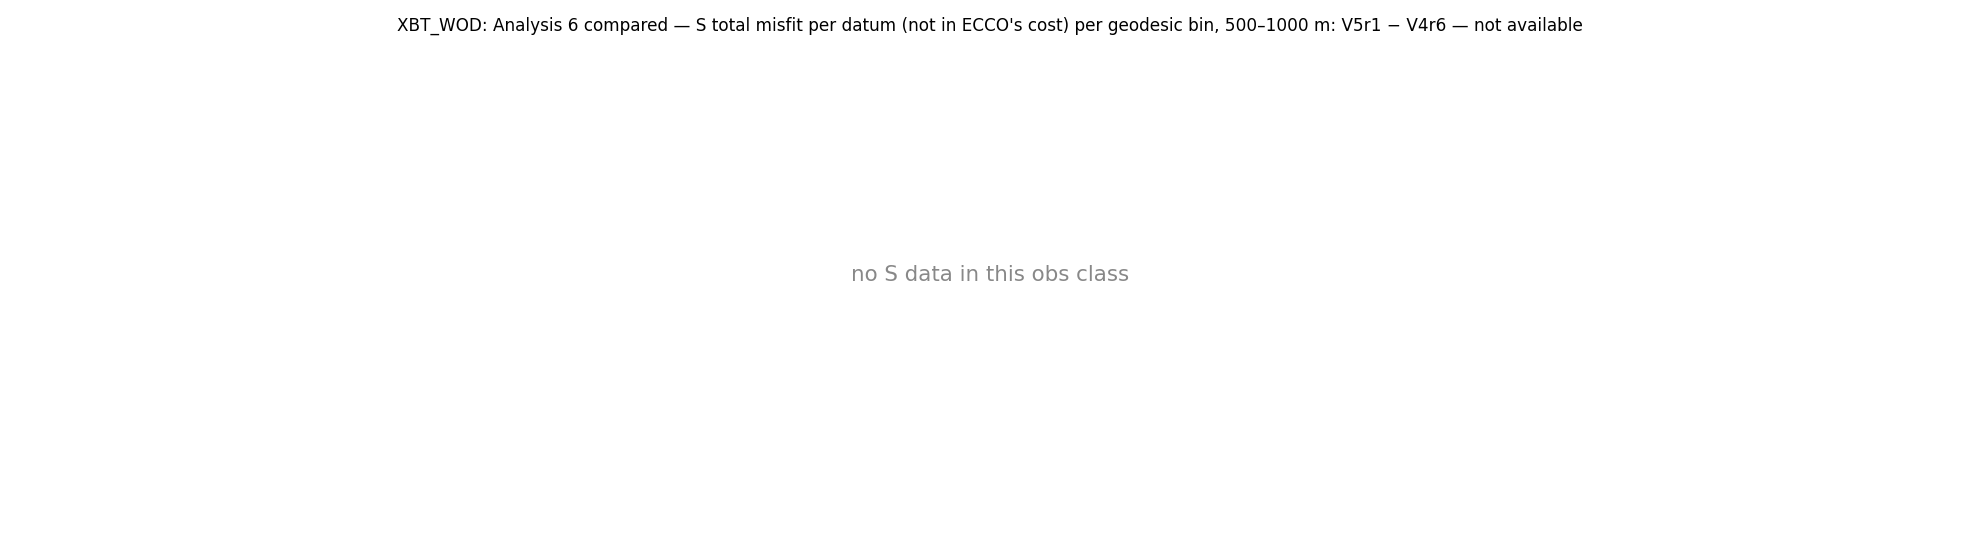 XBT_WOD: Analysis 6 compared — S total misfit per datum (not in ECCO's cost) per geodesic bin, 500–1000 m: V5r1 − V4r6 — not available
no S data in this obs class